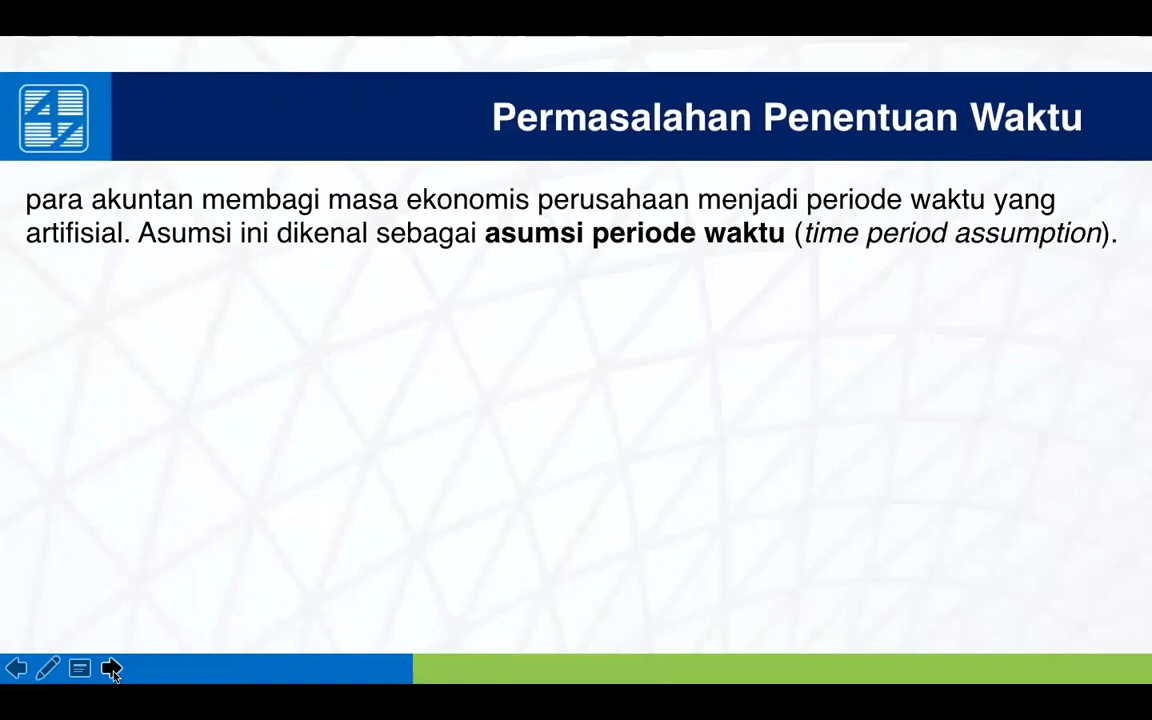 Permasalahan Penentuan Waktu
para akuntan membagi masa ekonomis perusahaan menjadi periode waktu yang
artifisial. Asumsi ini dikenal sebagai asumsi periode waktu (time period assumption).